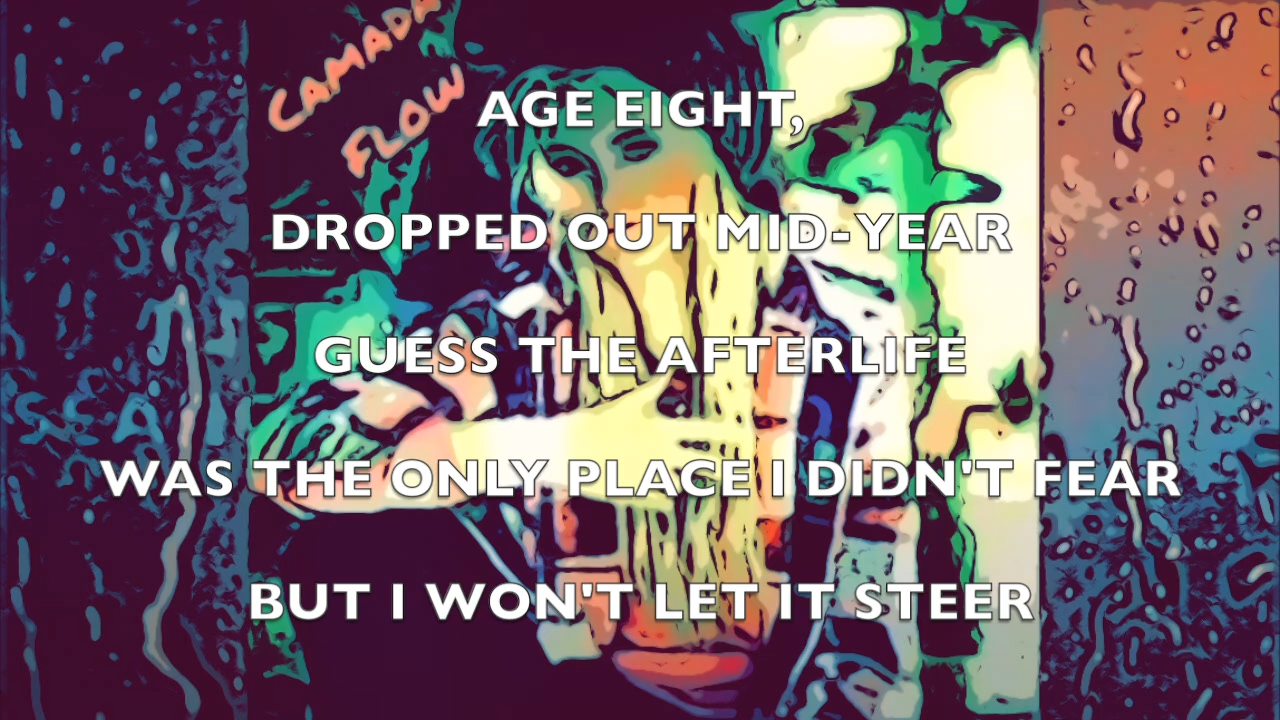 CAMADA
FLOW
AGE EIGHT,
DROPPED OUT MID-YEAR
GUESS THE AFTERLIFE
WAS THE ONLY PLACE I DIDN'T FEAR
BUT I WON'T LET IT STEER